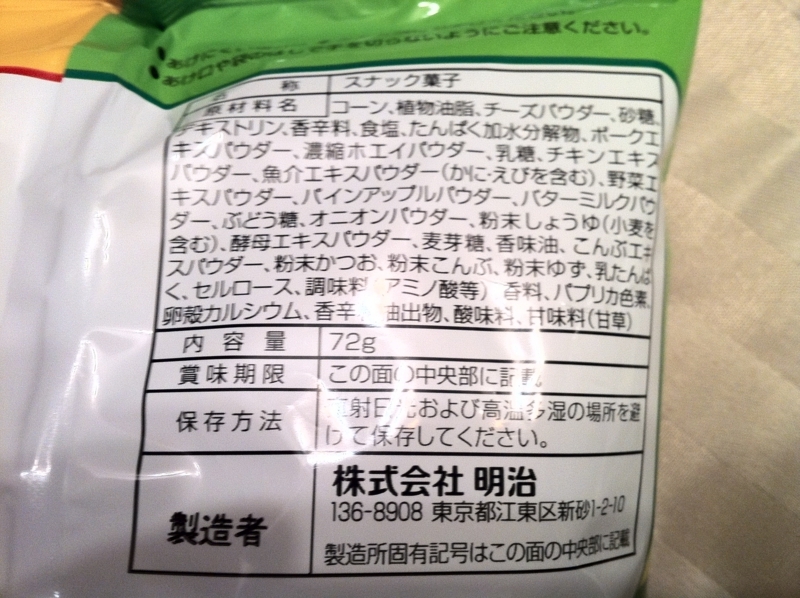 ●あけ口や袋のはしで手を切らないようにご注意ください。
名 称 スナック菓子
原材料名 コーン、植物油脂、チーズパウダー、砂糖、
デキストリン、香辛料、食塩、たんぱく加水分解物、ポークエ
キスパウダー、濃縮ホエイパウダー、乳糖、チキンエキス
パウダー、魚介エキスパウダー(かに・えびを含む)、野菜エ
キスパウダー、パインアップルパウダー、バターミルクパウ
ダー、ぶどう糖、オニオンパウダー、粉末しょうゆ(小麦を
含む)、酵母エキスパウダー、麦芽糖、香味油、こんぶエキ
スパウダー、粉末かつお、粉末こんぶ、粉末ゆず、乳たんぱ
く、セルロース、調味料(アミノ酸等)、香料、パプリカ色素、
卵殻カルシウム、香辛料抽出物、酸味料、甘味料(甘草)
内容量 72g
賞味期限 この面の中央部に記載
保存方法 直射日光および高温多湿の場所を避
けて保存してください。
製造者 株式会社 明治
136-8908 東京都江東区新砂1-2-10
製造所固有記号はこの面の中央部に記載